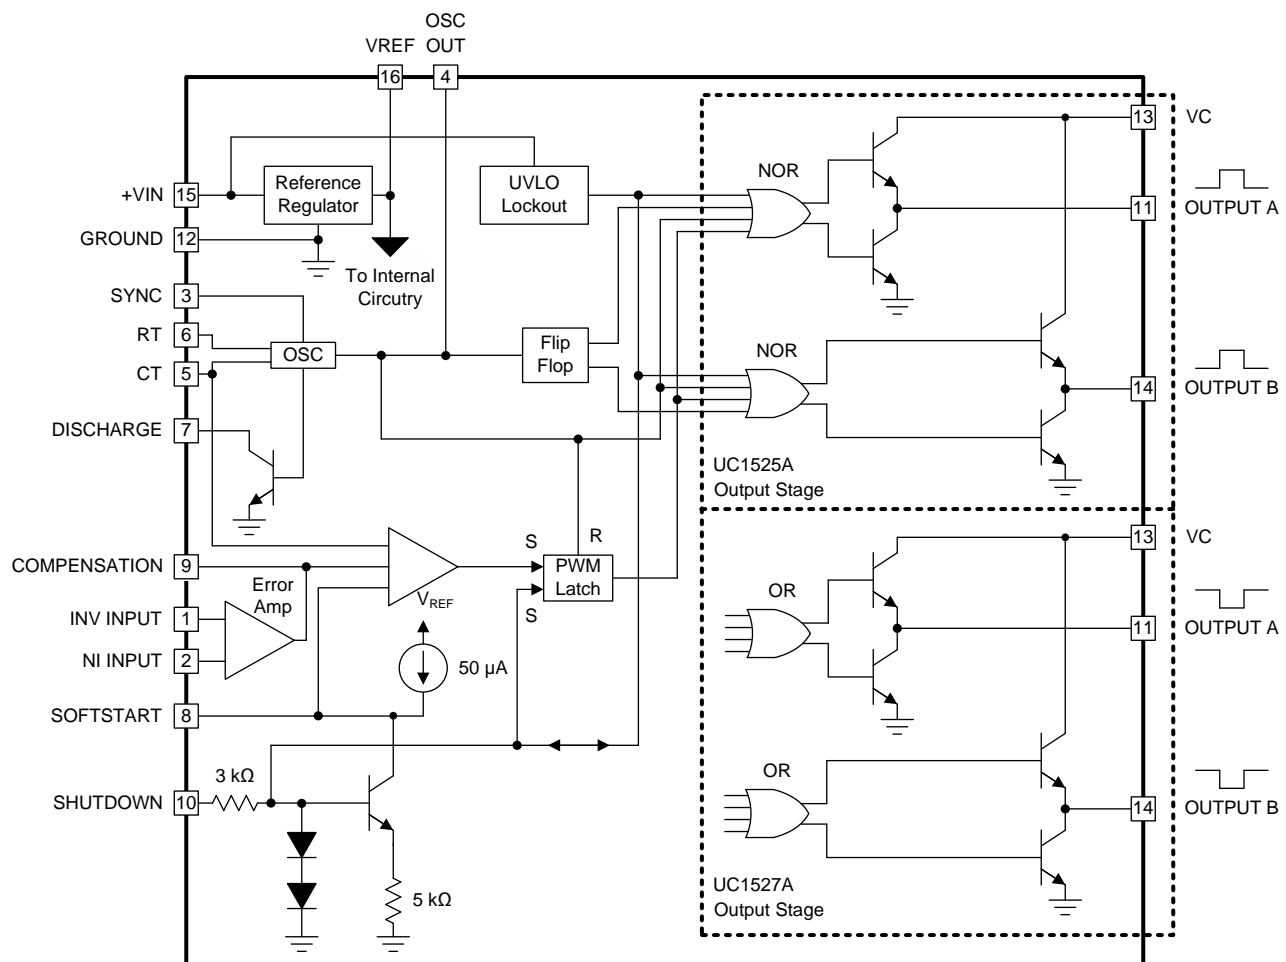 OSC
VREF OUT
16 4
13 VC
NOR
+VIN 15 Reference
Regulator
UVLO
Lockout
11 OUTPUT A
GROUND 12
To Internal
Circutry
SYNC 3
RT 6
OSC
Flip
Flop
NOR
CT 5
14 OUTPUT B
DISCHARGE 7
UC1525A
Output Stage
13 VC
S R
COMPENSATION 9
PWM
Latch
Error
Amp
VREF
S
OR
INV INPUT 1
11 OUTPUT A
NI INPUT 2
50 µA
SOFTSTART 8
3 kΩ
OR
SHUTDOWN 10
14 OUTPUT B
5 kΩ
UC1527A
Output Stage